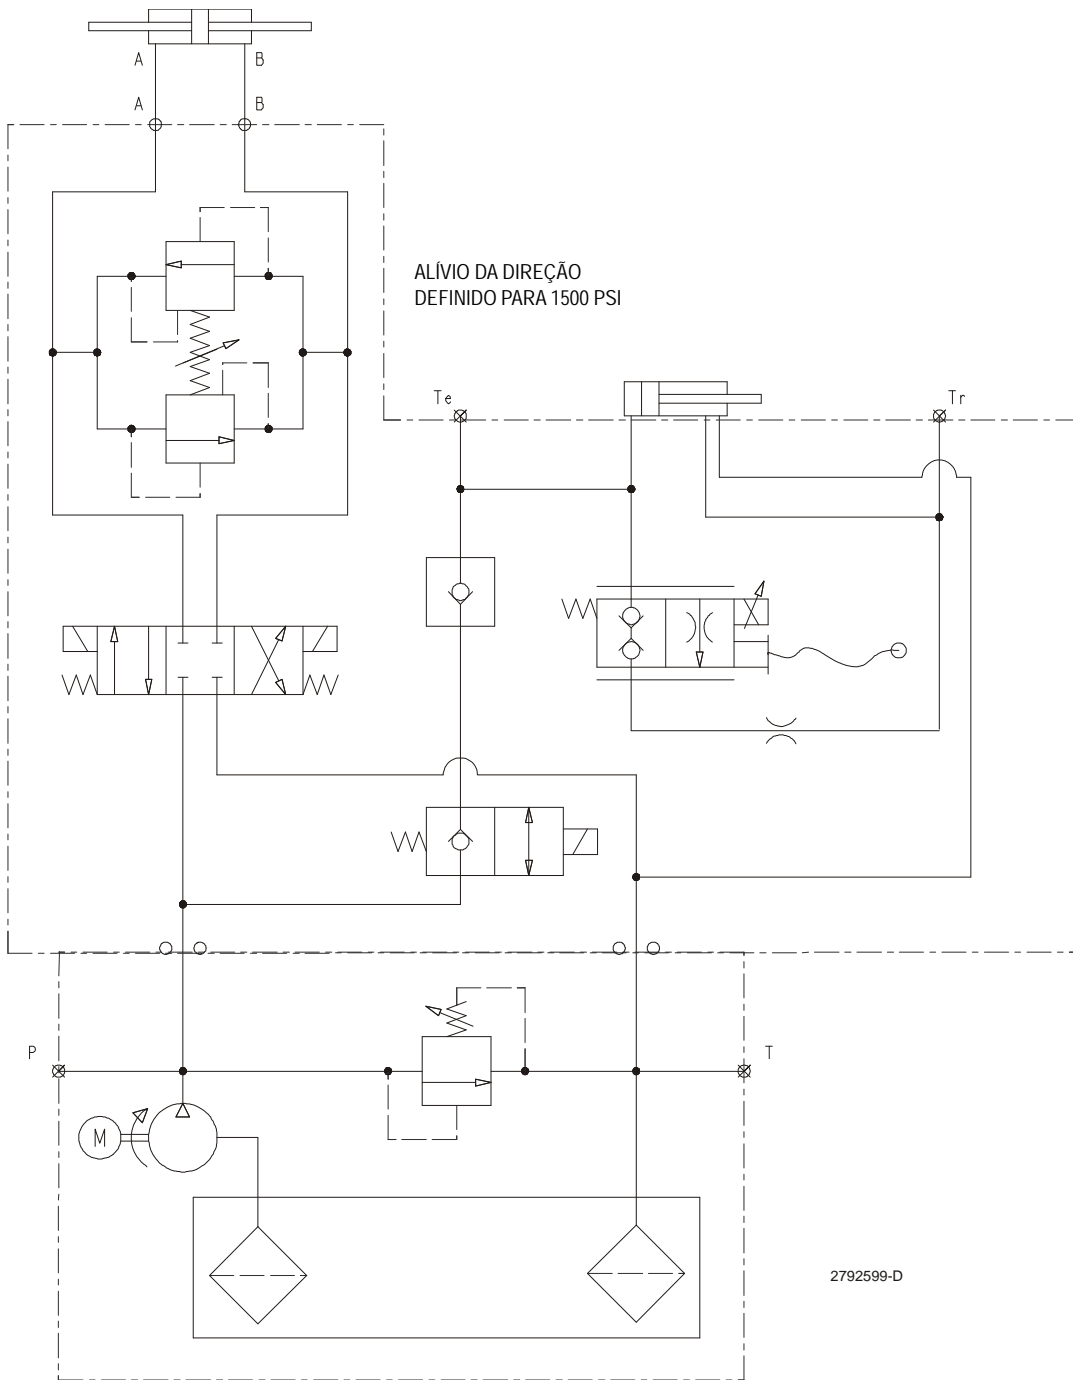 A B
A B
ALÍVIO DA DIREÇÃO
DEFINIDO PARA 1500 PSI
Te Tr
P T
M
2792599-D